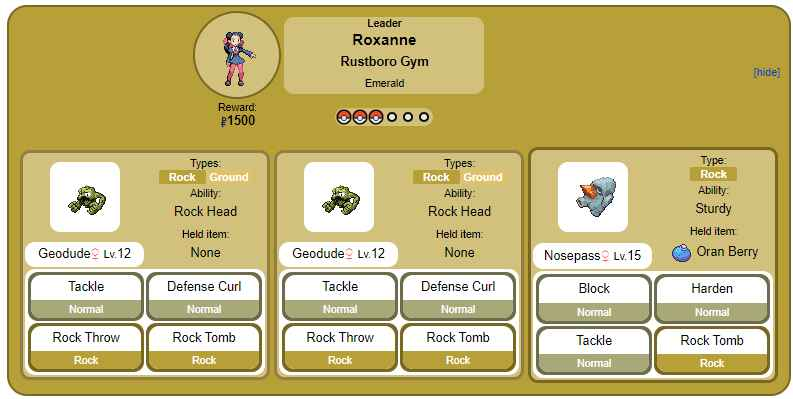 Leader
Roxanne
Rustboro Gym
Emerald
[hide]
Reward:
₽1500
Types:
Rock Ground
Ability:
Rock Head
Held item:
None
Geodude♀ Lv.12
Tackle
Normal
Defense Curl
Normal
Rock Throw
Rock
Rock Tomb
Rock
Types:
Rock Ground
Ability:
Rock Head
Held item:
None
Geodude♀ Lv.12
Tackle
Normal
Defense Curl
Normal
Rock Throw
Rock
Rock Tomb
Rock
Type:
Rock
Ability:
Sturdy
Held item:
Oran Berry
Nosepass♀ Lv.15
Block
Normal
Harden
Normal
Tackle
Normal
Rock Tomb
Rock